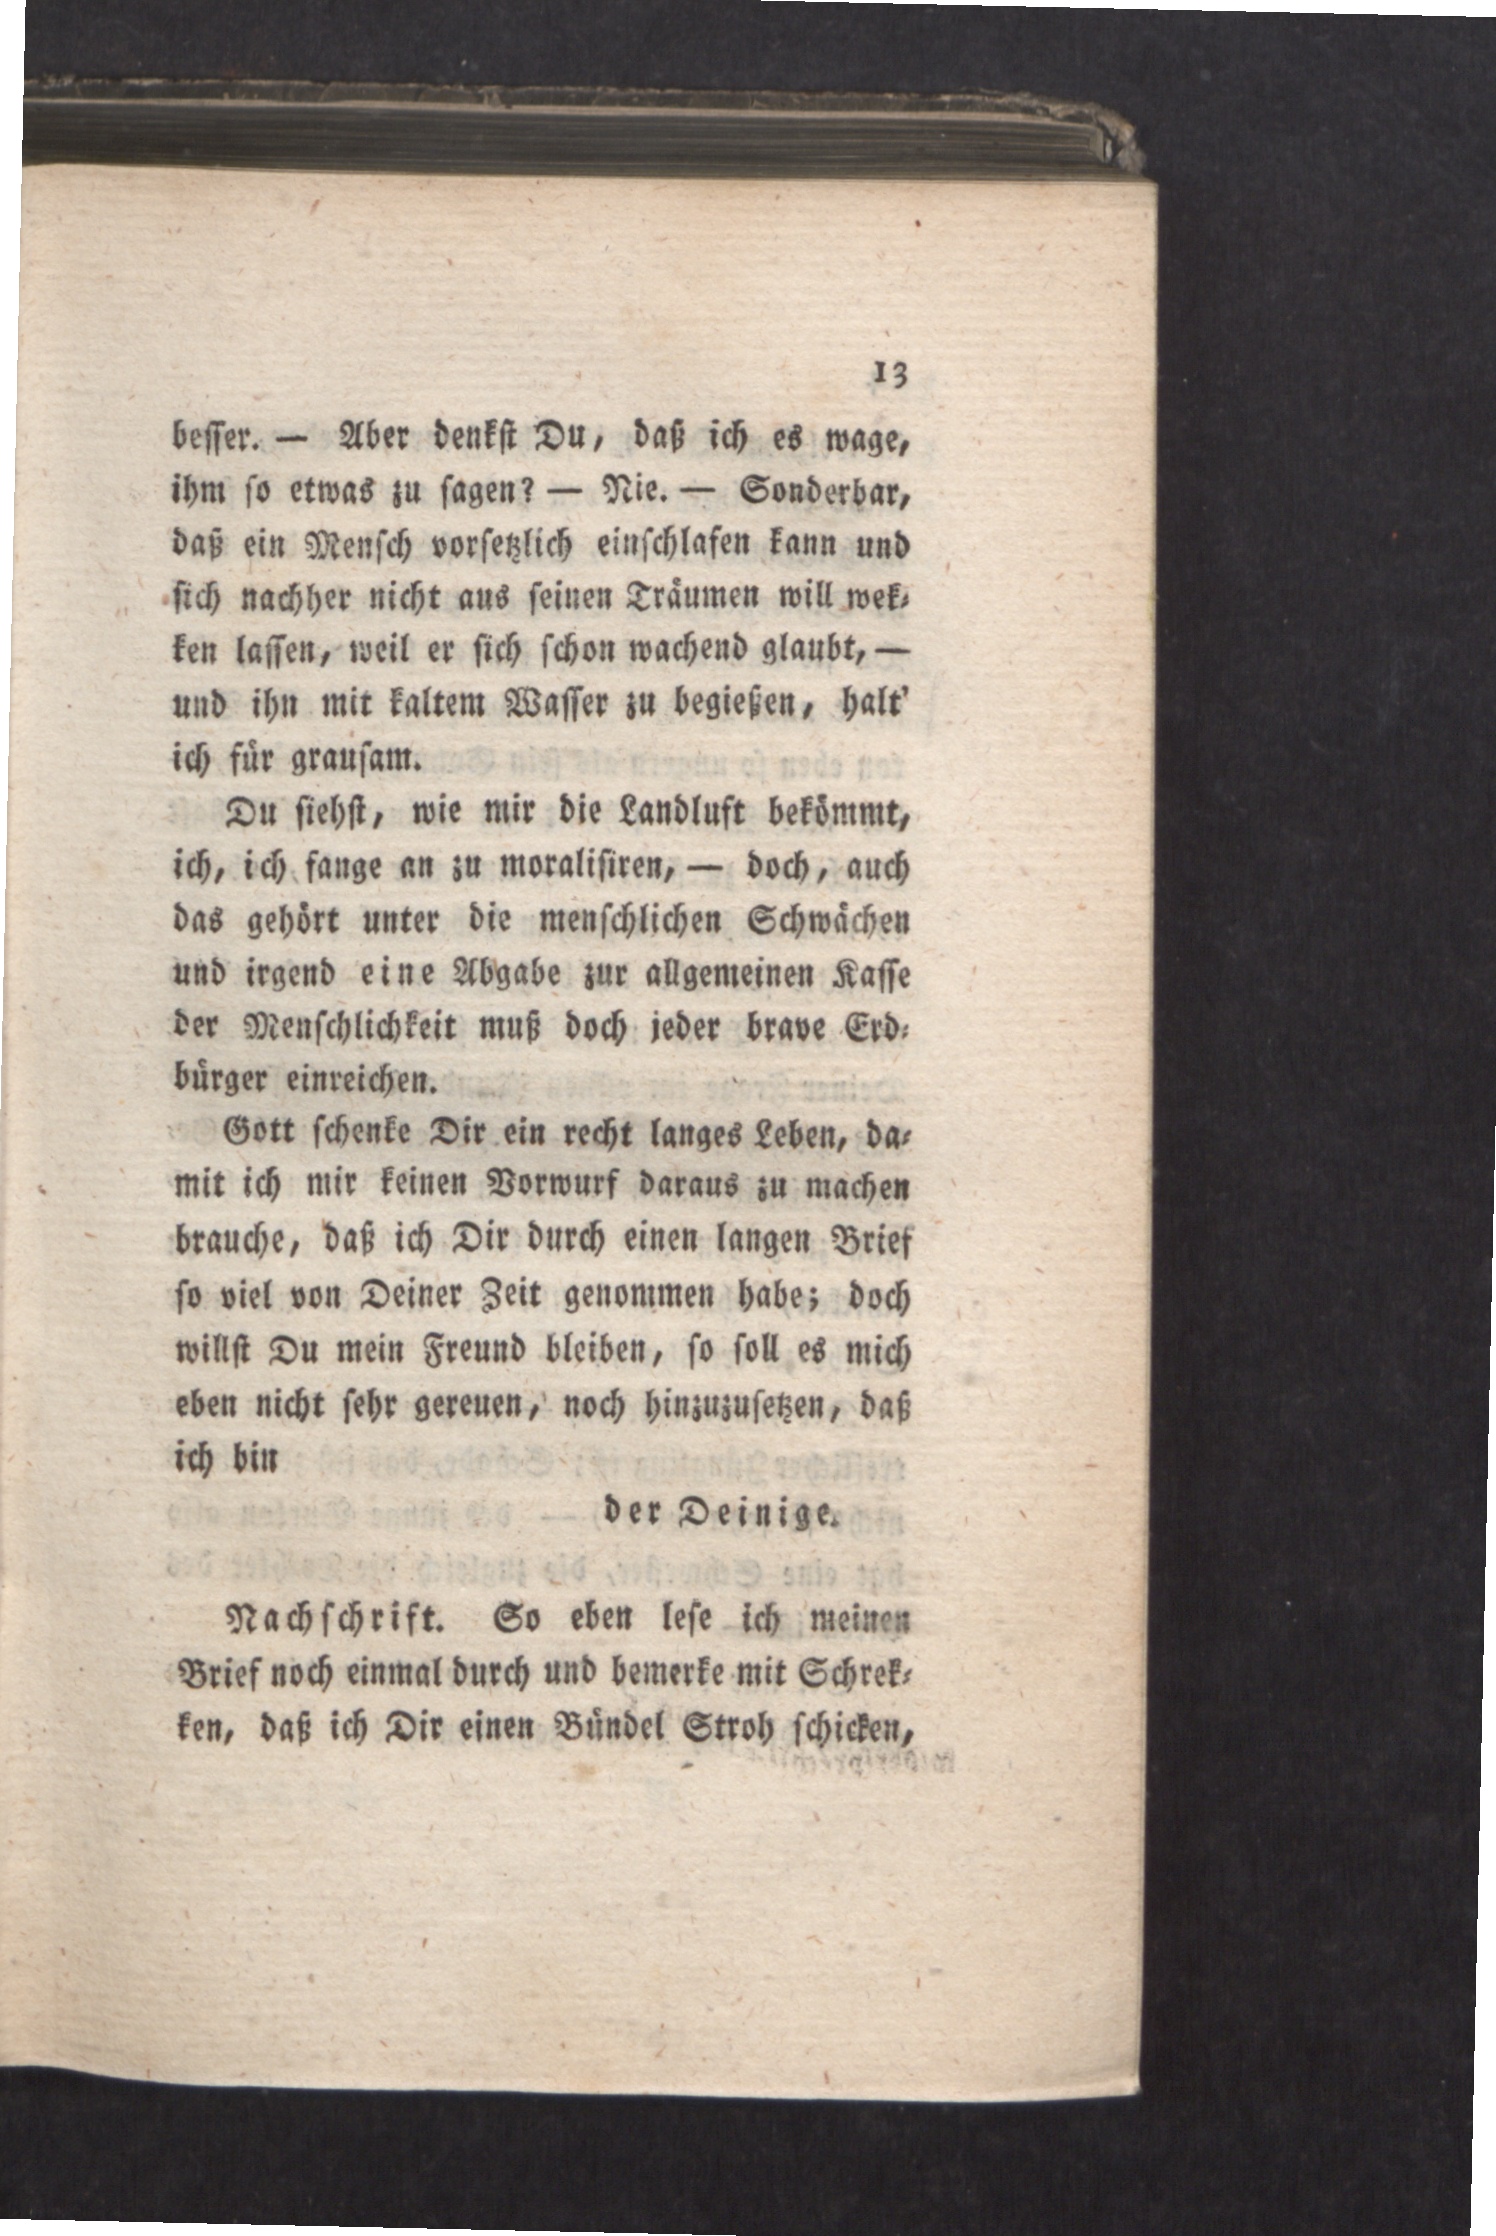 13
beſſer. — Aber denkſt Du, daß ich es wage,
ihm ſo etwas zu ſagen? — Nie. — Sonderbar,
daß ein Menſch vorſetzlich einſchlafen kann und
ſich nachher nicht aus ſeinen Träumen will wek⸗
ken laſſen, weil er ſich ſchon wachend glaubt, —
und ihn mit kaltem Waſſer zu begießen, halt'
ich für grauſam.
Du ſiehſt, wie mir die Landluft bekömmt,
ich, ich fange an zu moraliſiren, — doch, auch
das gehört unter die menſchlichen Schwächen
und irgend eine Abgabe zur allgemeinen Kaſſe
der Menſchlichkeit muß doch jeder brave Erd⸗
bürger einreichen.
Gott ſchenke Dir ein recht langes Leben, da⸗
mit ich mir keinen Vorwurf daraus zu machen
brauche, daß ich Dir durch einen langen Brief
ſo viel von Deiner Zeit genommen habe; doch
willſt Du mein Freund bleiben, ſo ſoll es mich
eben nicht ſehr gereuen, noch hinzuzuſetzen, daß
ich bin
der Deinige.
Nachſchrift. So eben leſe ich meinen
Brief noch einmal durch und bemerke mit Schrek⸗
ken, daß ich Dir einen Bündel Stroh ſchicken,